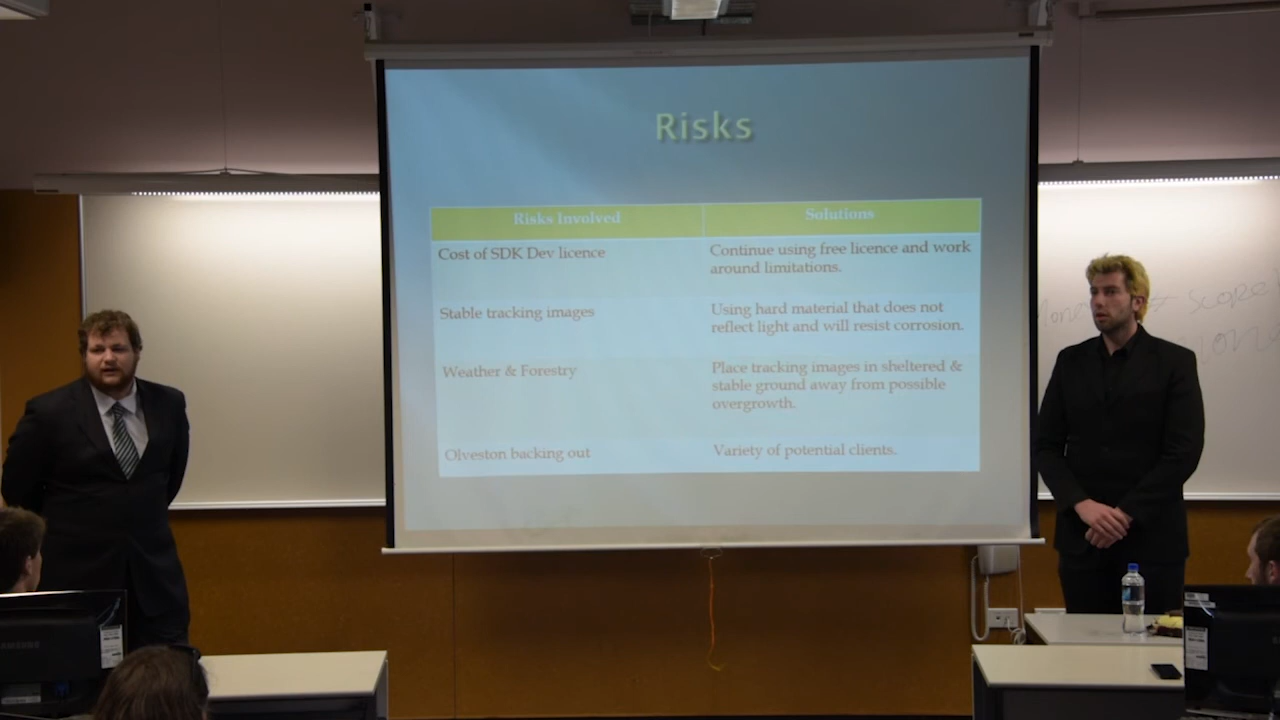 Risks
Risks Involved
Solutions
Cost of SDK Dev licence
Continue using free licence and work
around limitations.
Stable tracking images
Using hard material that does not
reflect light and will resist corrosion.
Weather & Forestry
Place tracking images in sheltered &
stable ground away from possible
overgrowth.
Olveston backing out
Variety of potential clients.
SAMSUNG